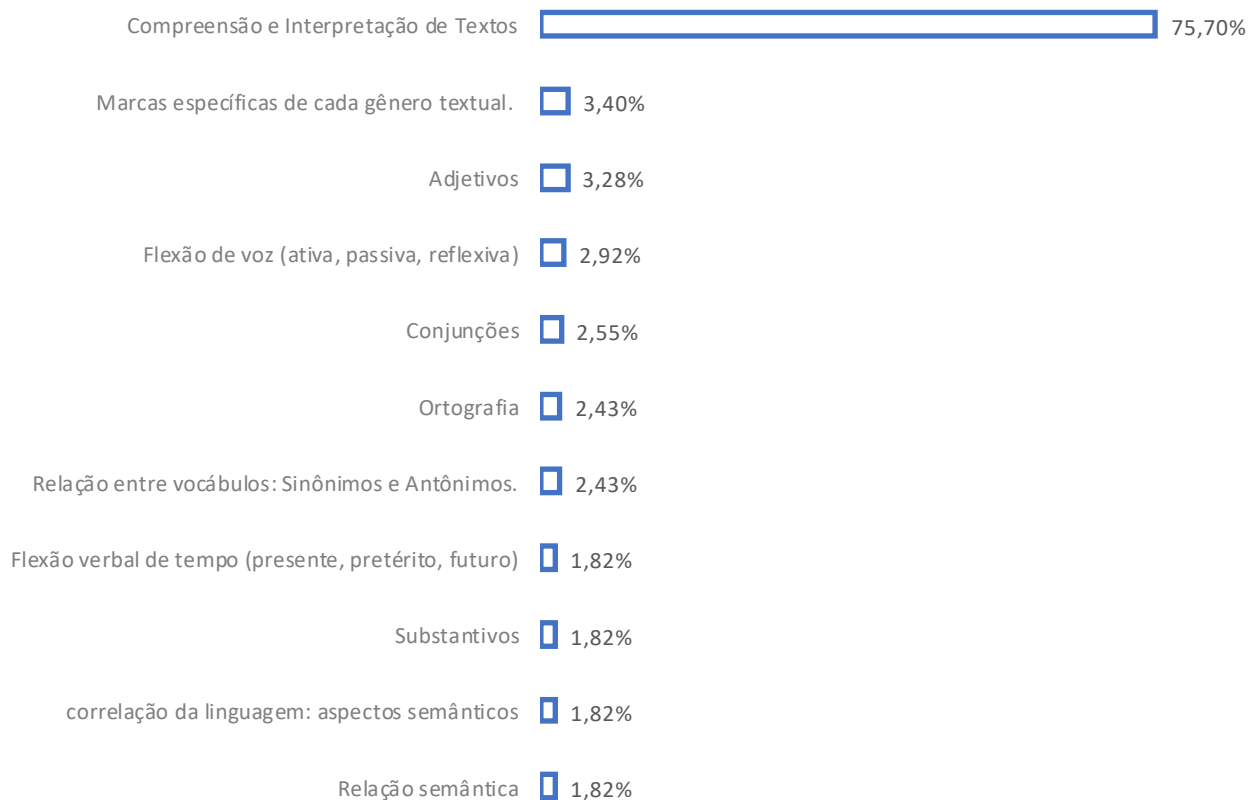 Compreensão e Interpretação de Textos 75,70%
Marcas específicas de cada gênero textual. 3,40%
Adjetivos 3,28%
Flexão de voz (ativa, passiva, reflexiva) 2,92%
Conjunções 2,55%
Ortografia 2,43%
Relação entre vocábulos: Sinônimos e Antônimos. 2,43%
Flexão verbal de tempo (presente, pretérito, futuro) 1,82%
Substantivos 1,82%
correlação da linguagem: aspectos semânticos 1,82%
Relação semântica 1,82%